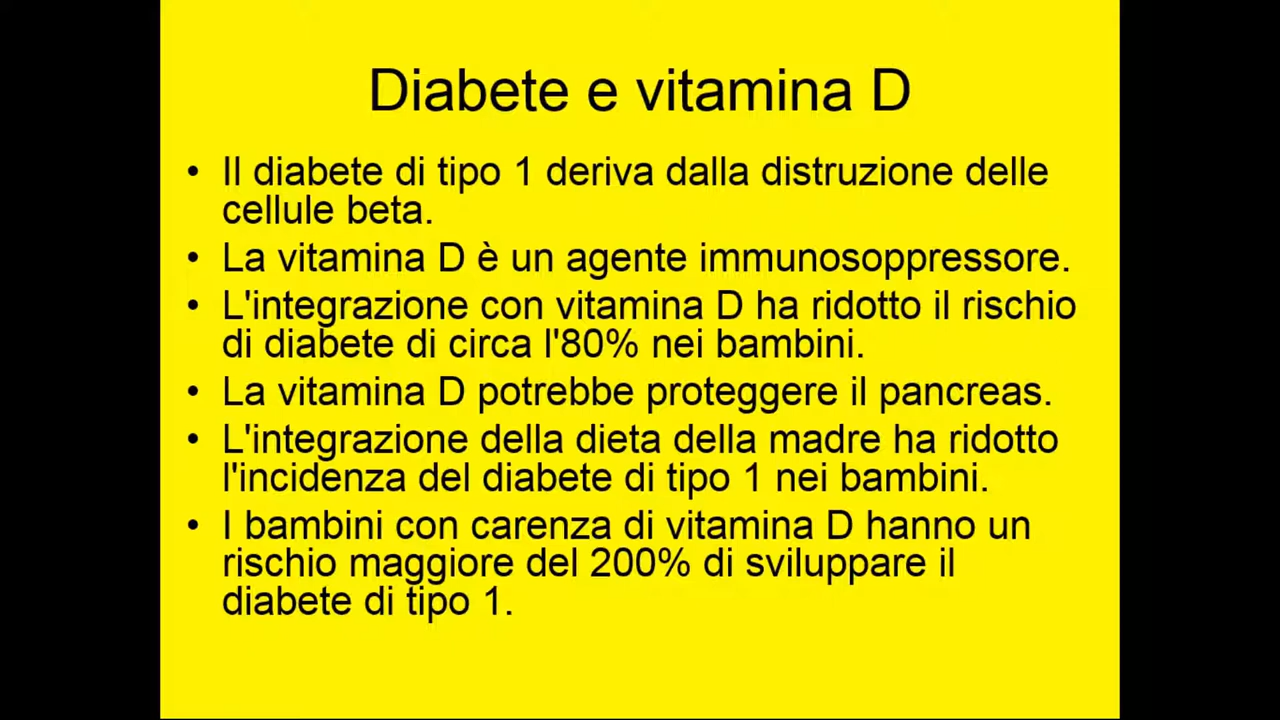 Diabete e vitamina D
• Il diabete di tipo 1 deriva dalla distruzione delle
cellule beta.
• La vitamina D è un agente immunosoppressore.
• L'integrazione con vitamina D ha ridotto il rischio
di diabete di circa l'80% nei bambini.
• La vitamina D potrebbe proteggere il pancreas.
• L'integrazione della dieta della madre ha ridotto
l'incidenza del diabete di tipo 1 nei bambini.
• I bambini con carenza di vitamina D hanno un
rischio maggiore del 200% di sviluppare il
diabete di tipo 1.